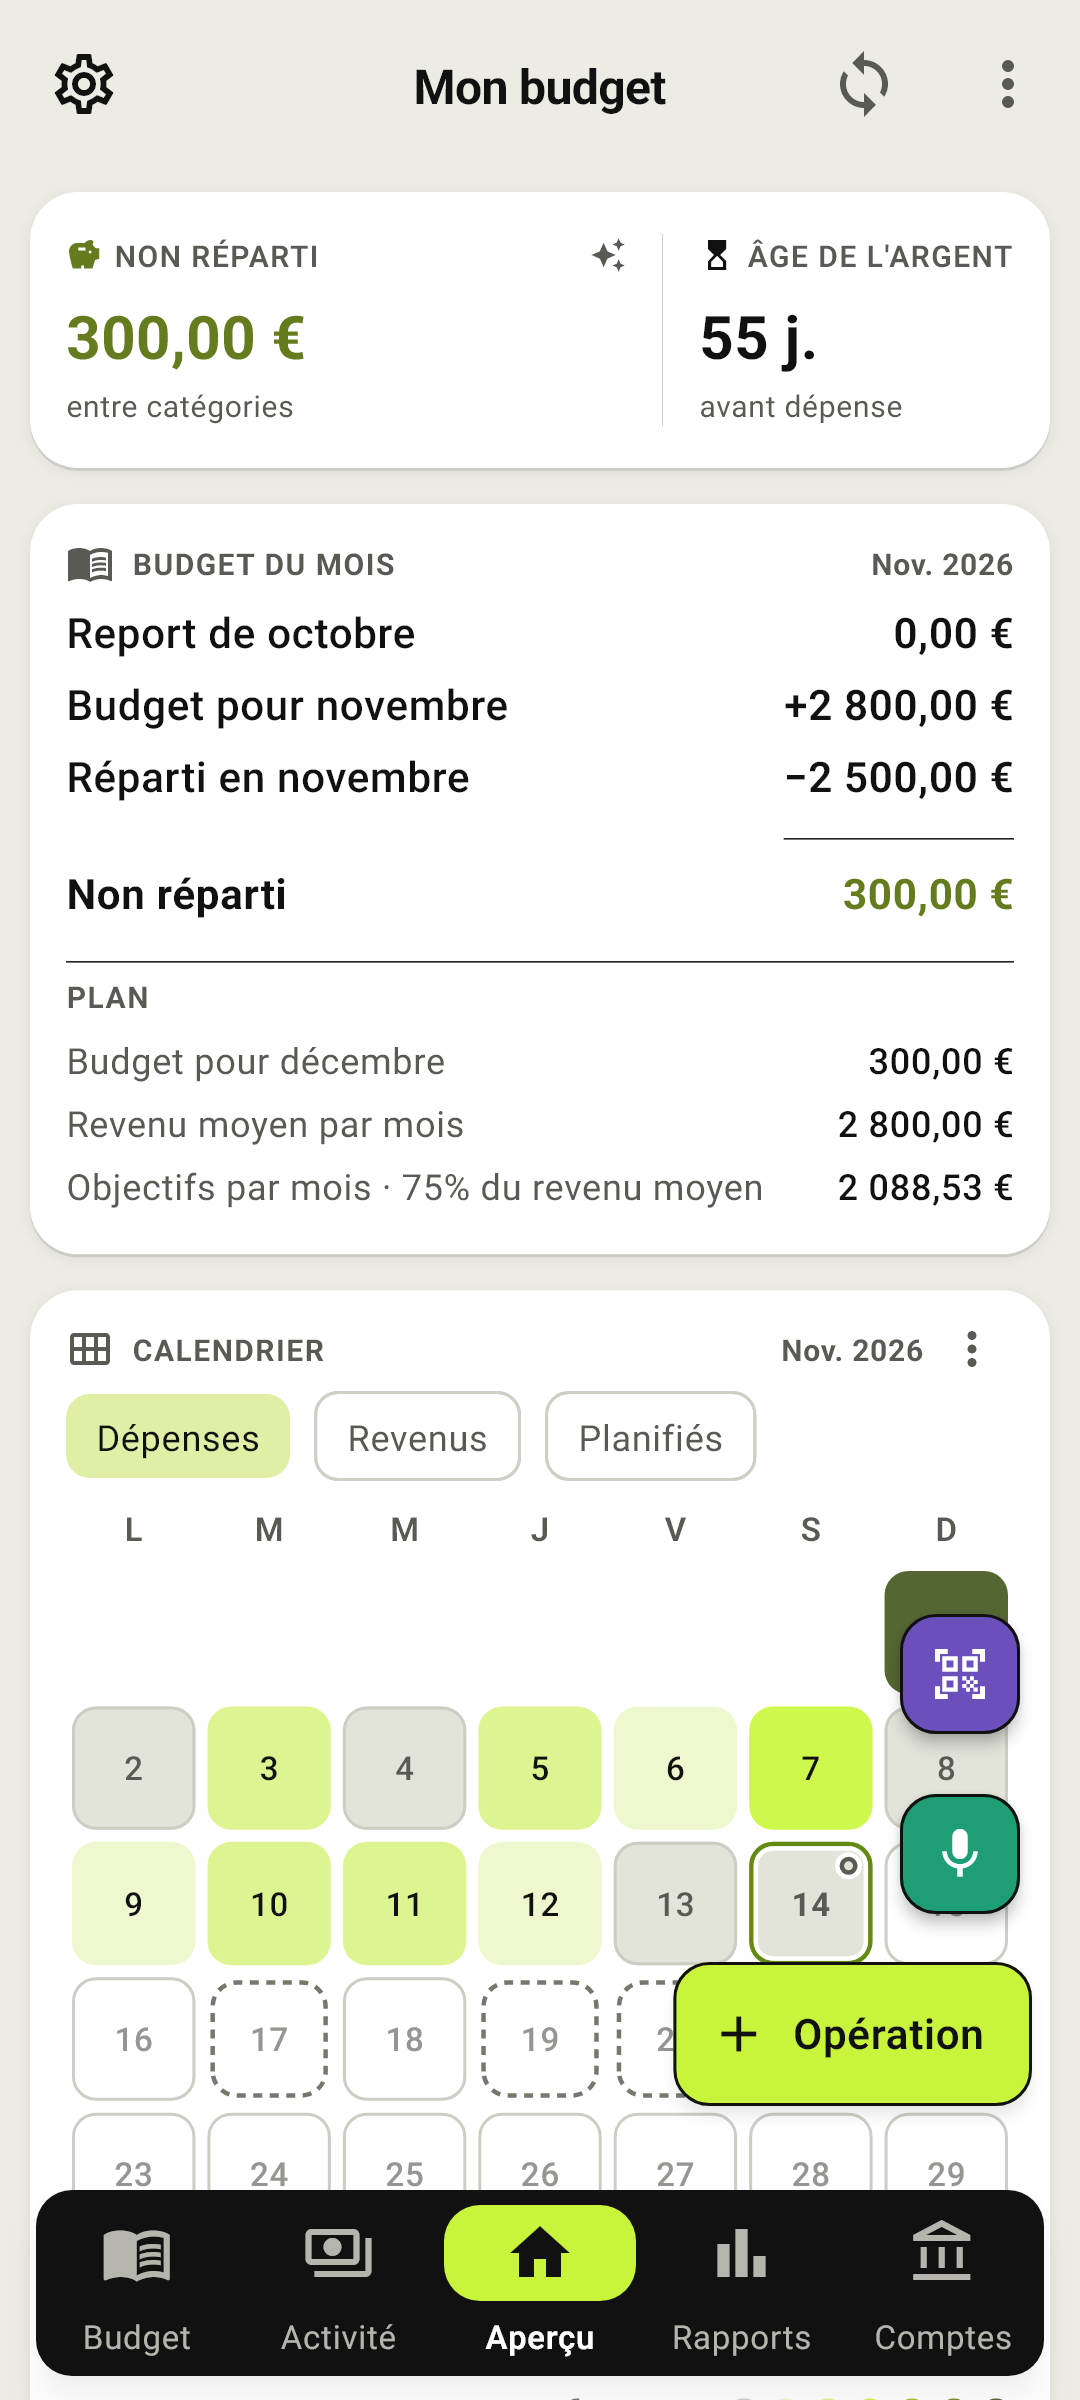 Mon budget
NON RÉPARTI
ÂGE DE L'ARGENT
300,00 €
55 j.
entre catégories
avant dépense
BUDGET DU MOIS
Nov. 2026
Report de octobre
0,00 €
Budget pour novembre
+2 800,00 €
Réparti en novembre
−2 500,00 €
Non réparti
300,00 €
PLAN
Budget pour décembre
300,00 €
Revenu moyen par mois
2 800,00 €
Objectifs par mois · 75% du revenu moyen
2 088,53 €
CALENDRIER
Nov. 2026
Dépenses
Revenus
Planifiés
L M M J V S D
2 3 4 5 6 7 8
9 10 11 12 13 14
16 17 18 19
Opération
23 24 25 26 27 28 29
Budget
Activité
Aperçu
Rapports
Comptes